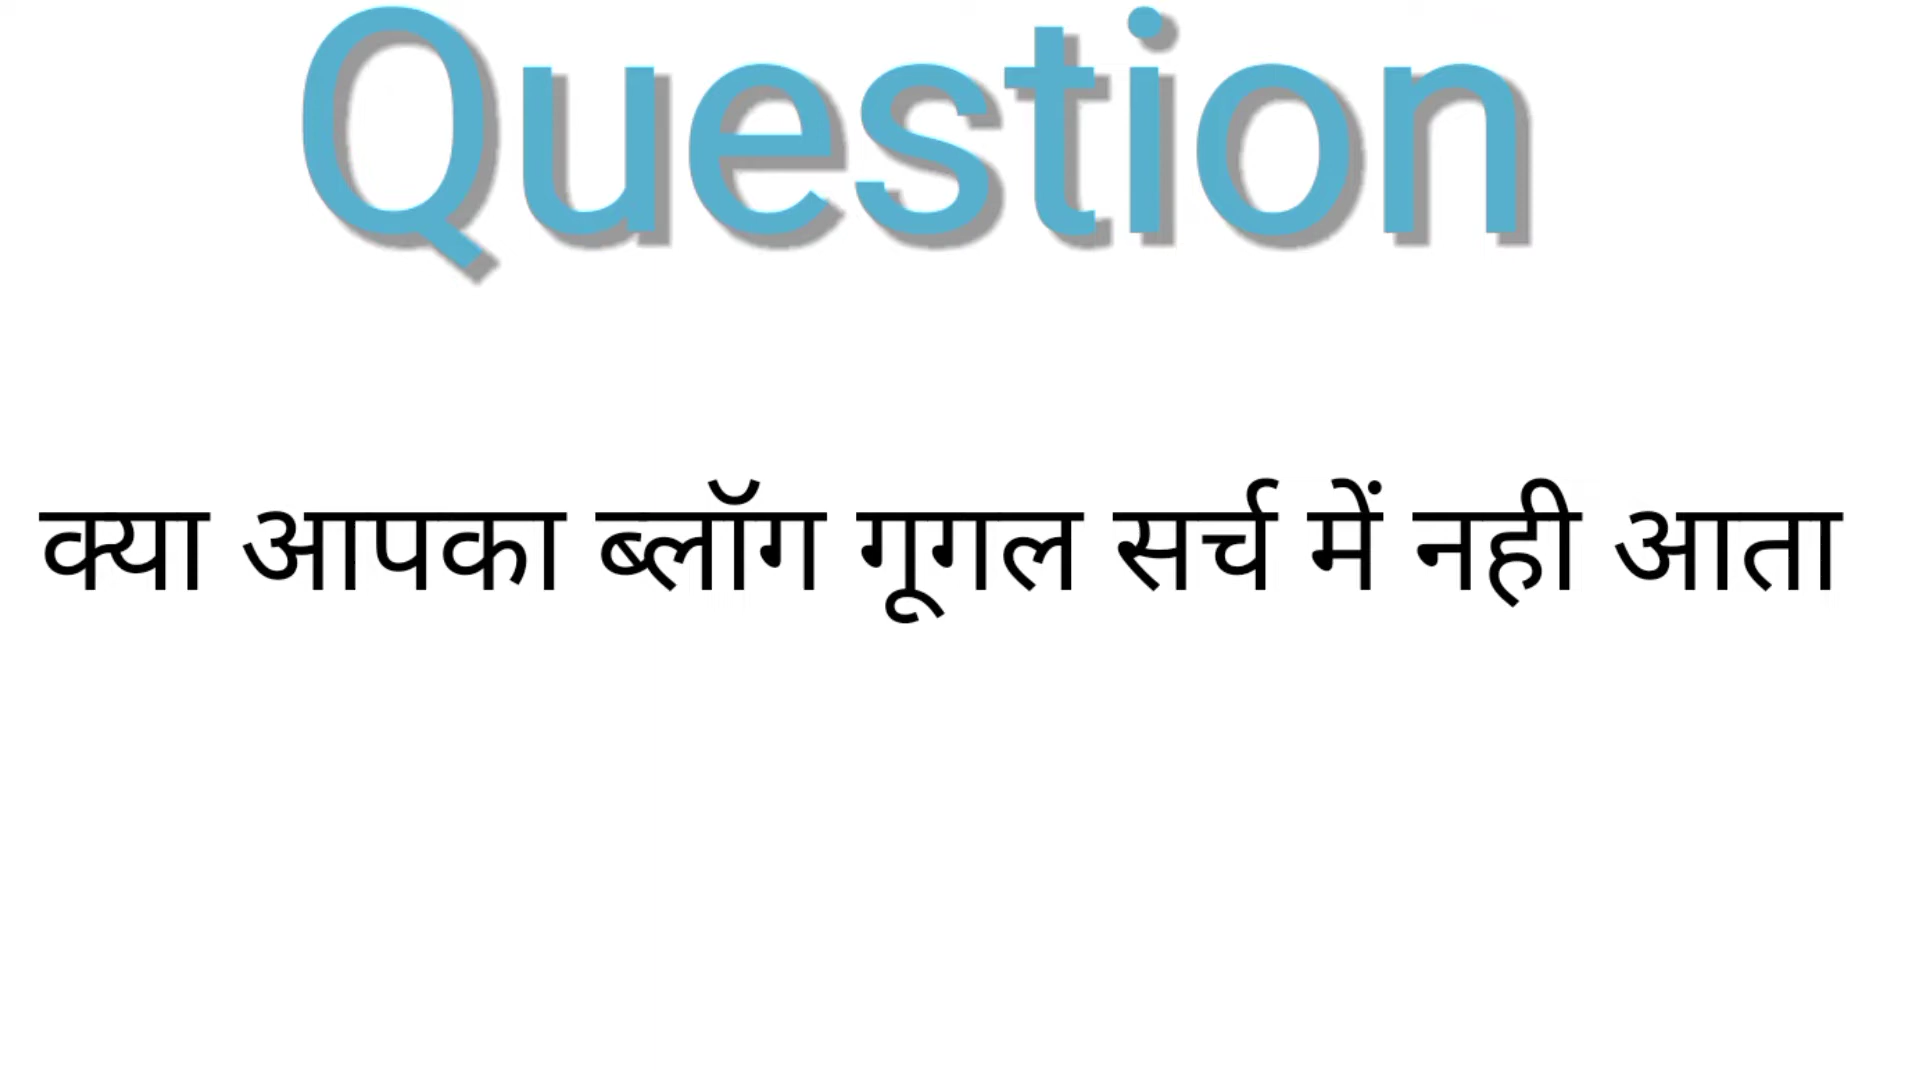 Question
क्या आपका ब्लॉग गूगल सर्च में नही आता